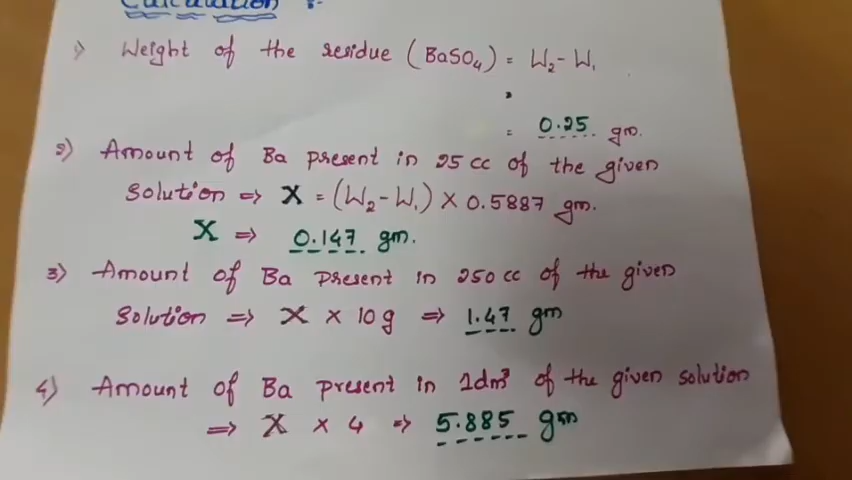 Calculation :-
1) Weight of the residue (BaSO4) = W2 - W1
= 0.25 gm.
2) Amount of Ba present in 25 cc of the given
Solution => X = (W2 - W1) × 0.5887 gm.
X => 0.147 gm.
3) Amount of Ba present in 250 cc of the given
Solution => X × 10 g => 1.47 gm
4) Amount of Ba present in 1dm³ of the given solution
=> X × 4 => 5.885 gm